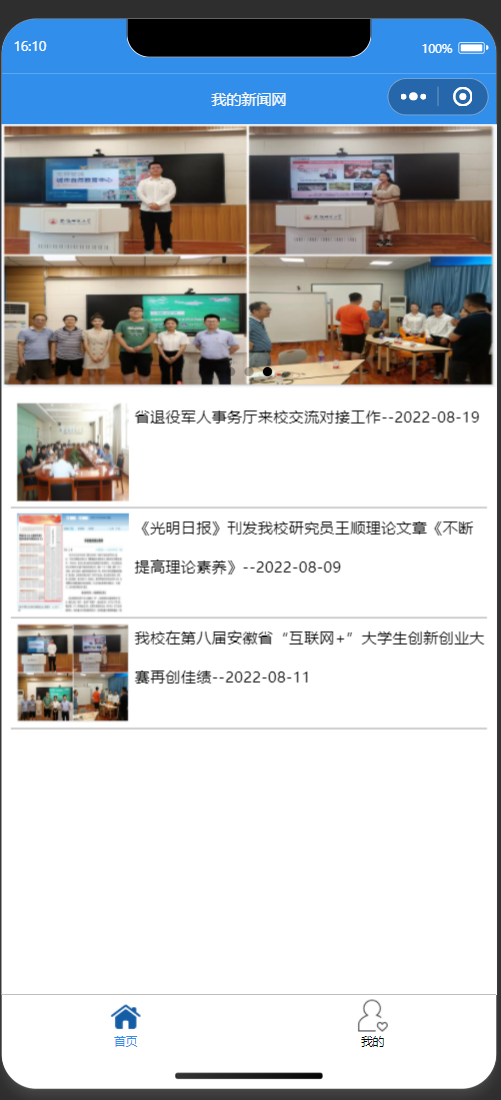 16:10
100%
我的新闻网
省退役军人事务厅来校交流对接工作--2022-08-19
《光明日报》刊发我校研究员王顺理论文章《不断
提高理论素养》--2022-08-09
我校在第八届安徽省“互联网+”大学生创新创业大
赛再创佳绩--2022-08-11
首页
我的